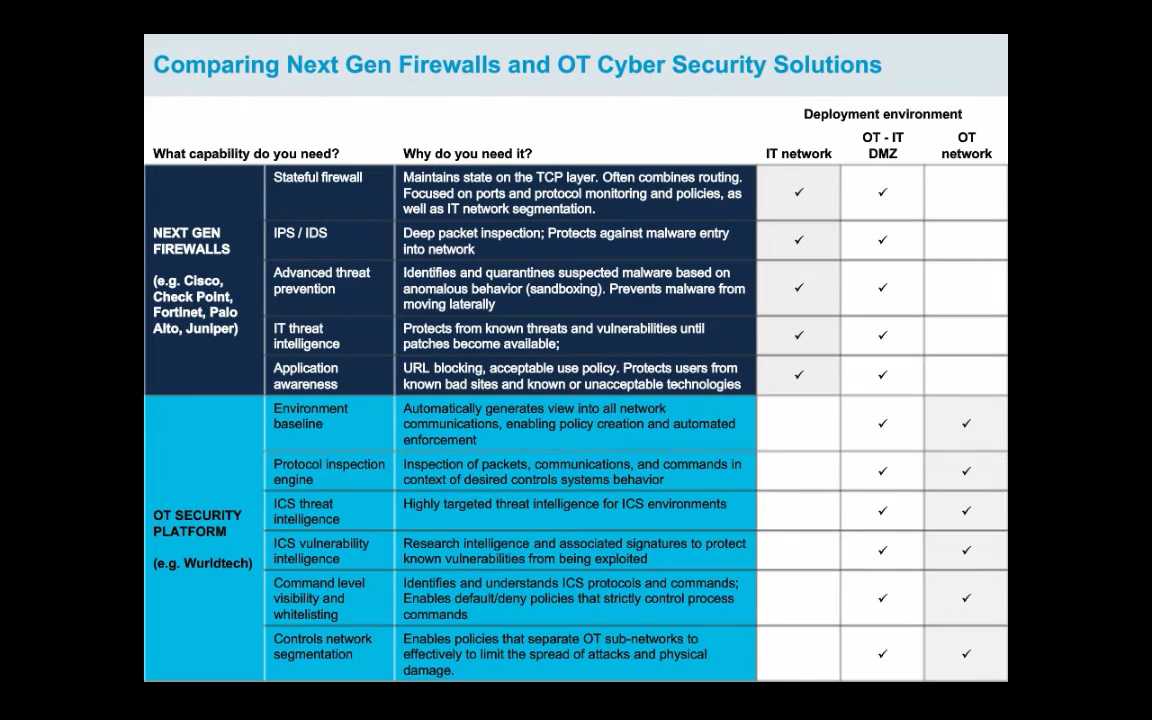 Comparing Next Gen Firewalls and OT Cyber Security Solutions
Deployment environment
What capability do you need?
Why do you need it?
IT network
OT - IT
DMZ
OT
network
NEXT GEN
FIREWALLS
(e.g. Cisco,
Check Point,
Fortinet, Palo
Alto, Juniper)
Stateful firewall
Maintains state on the TCP layer. Often combines routing.
Focused on ports and protocol monitoring and policies, as
well as IT network segmentation.
✓ ✓
IPS / IDS
Deep packet inspection; Protects against malware entry
into network
✓ ✓
Advanced threat
prevention
Identifies and quarantines suspected malware based on
anomalous behavior (sandboxing). Prevents malware from
moving laterally
✓ ✓
IT threat
intelligence
Protects from known threats and vulnerabilities until
patches become available;
✓ ✓
Application
awareness
URL blocking, acceptable use policy. Protects users from
known bad sites and known or unacceptable technologies
✓ ✓
OT SECURITY
PLATFORM
(e.g. Wurldtech)
Environment
baseline
Automatically generates view into all network
communications, enabling policy creation and automated
enforcement
✓ ✓
Protocol inspection
engine
Inspection of packets, communications, and commands in
context of desired controls systems behavior
✓ ✓
ICS threat
intelligence
Highly targeted threat intelligence for ICS environments
✓ ✓
ICS vulnerability
intelligence
Research intelligence and associated signatures to protect
known vulnerabilities from being exploited
✓ ✓
Command level
visibility and
whitelisting
Identifies and understands ICS protocols and commands;
Enables default/deny policies that strictly control process
commands
✓ ✓
Controls network
segmentation
Enables policies that separate OT sub-networks to
effectively to limit the spread of attacks and physical
damage.
✓ ✓